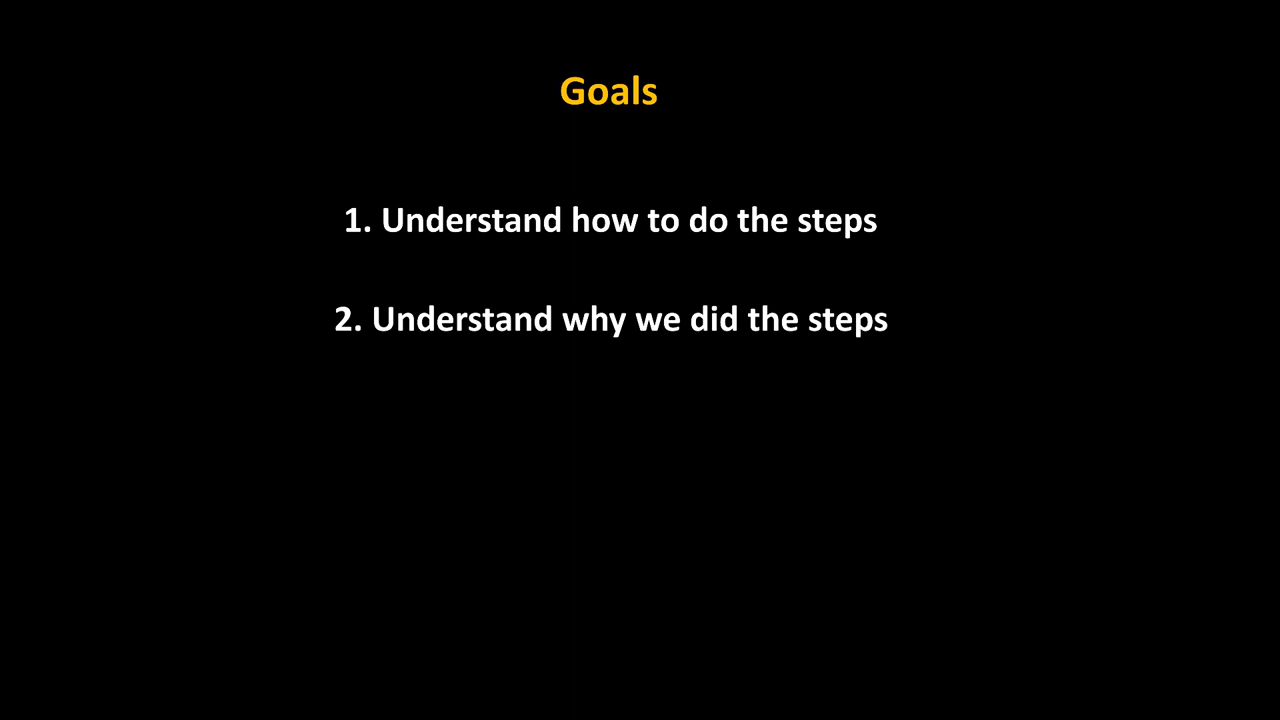 Goals
1. Understand how to do the steps
2. Understand why we did the steps